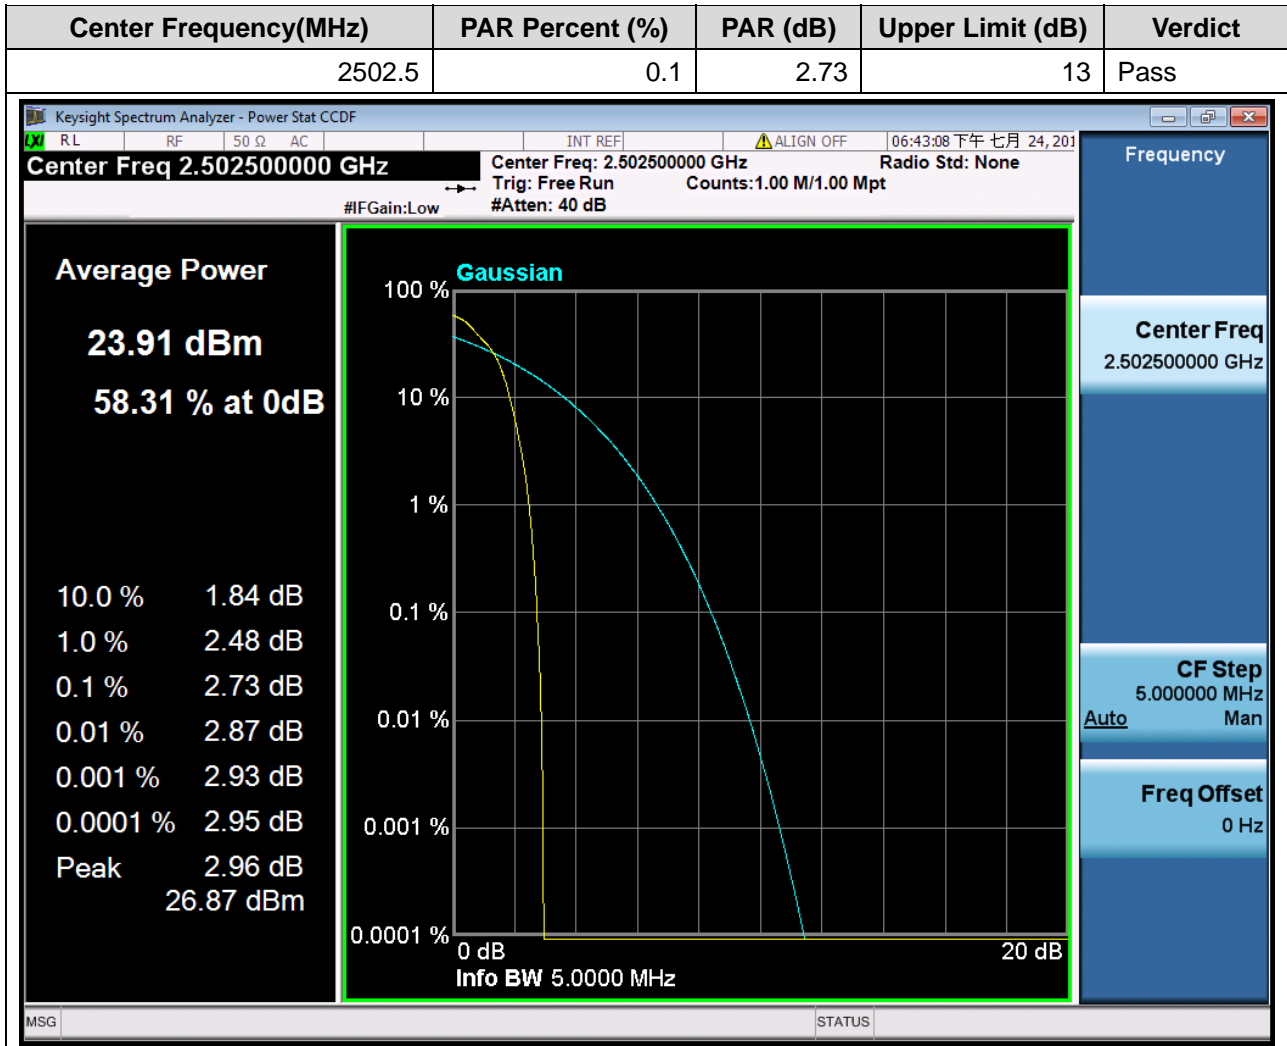 Center Frequency(MHz) PAR Percent (%) PAR (dB) Upper Limit (dB) Verdict
2502.5 0.1 2.73 13 Pass
Keysight Spectrum Analyzer - Power Stat CCDF
LXI RL RF 50 Ω AC INT REF ALIGN OFF 06:43:08 下午 七月 24, 201
Center Freq 2.502500000 GHz
#IFGain:Low
Center Freq: 2.502500000 GHz Radio Std: None
Trig: Free Run Counts:1.00 M/1.00 Mpt
#Atten: 40 dB
Average Power
23.91 dBm
58.31 % at 0dB
10.0 % 1.84 dB
1.0 % 2.48 dB
0.1 % 2.73 dB
0.01 % 2.87 dB
0.001 % 2.93 dB
0.0001 % 2.95 dB
Peak 2.96 dB
26.87 dBm
Gaussian
100 %
10 %
1 %
0.1 %
0.01 %
0.001 %
0.0001 %
0 dB 20 dB
Info BW 5.0000 MHz
Frequency
Center Freq
2.502500000 GHz
CF Step
5.000000 MHz
Auto Man
Freq Offset
0 Hz
MSG STATUS